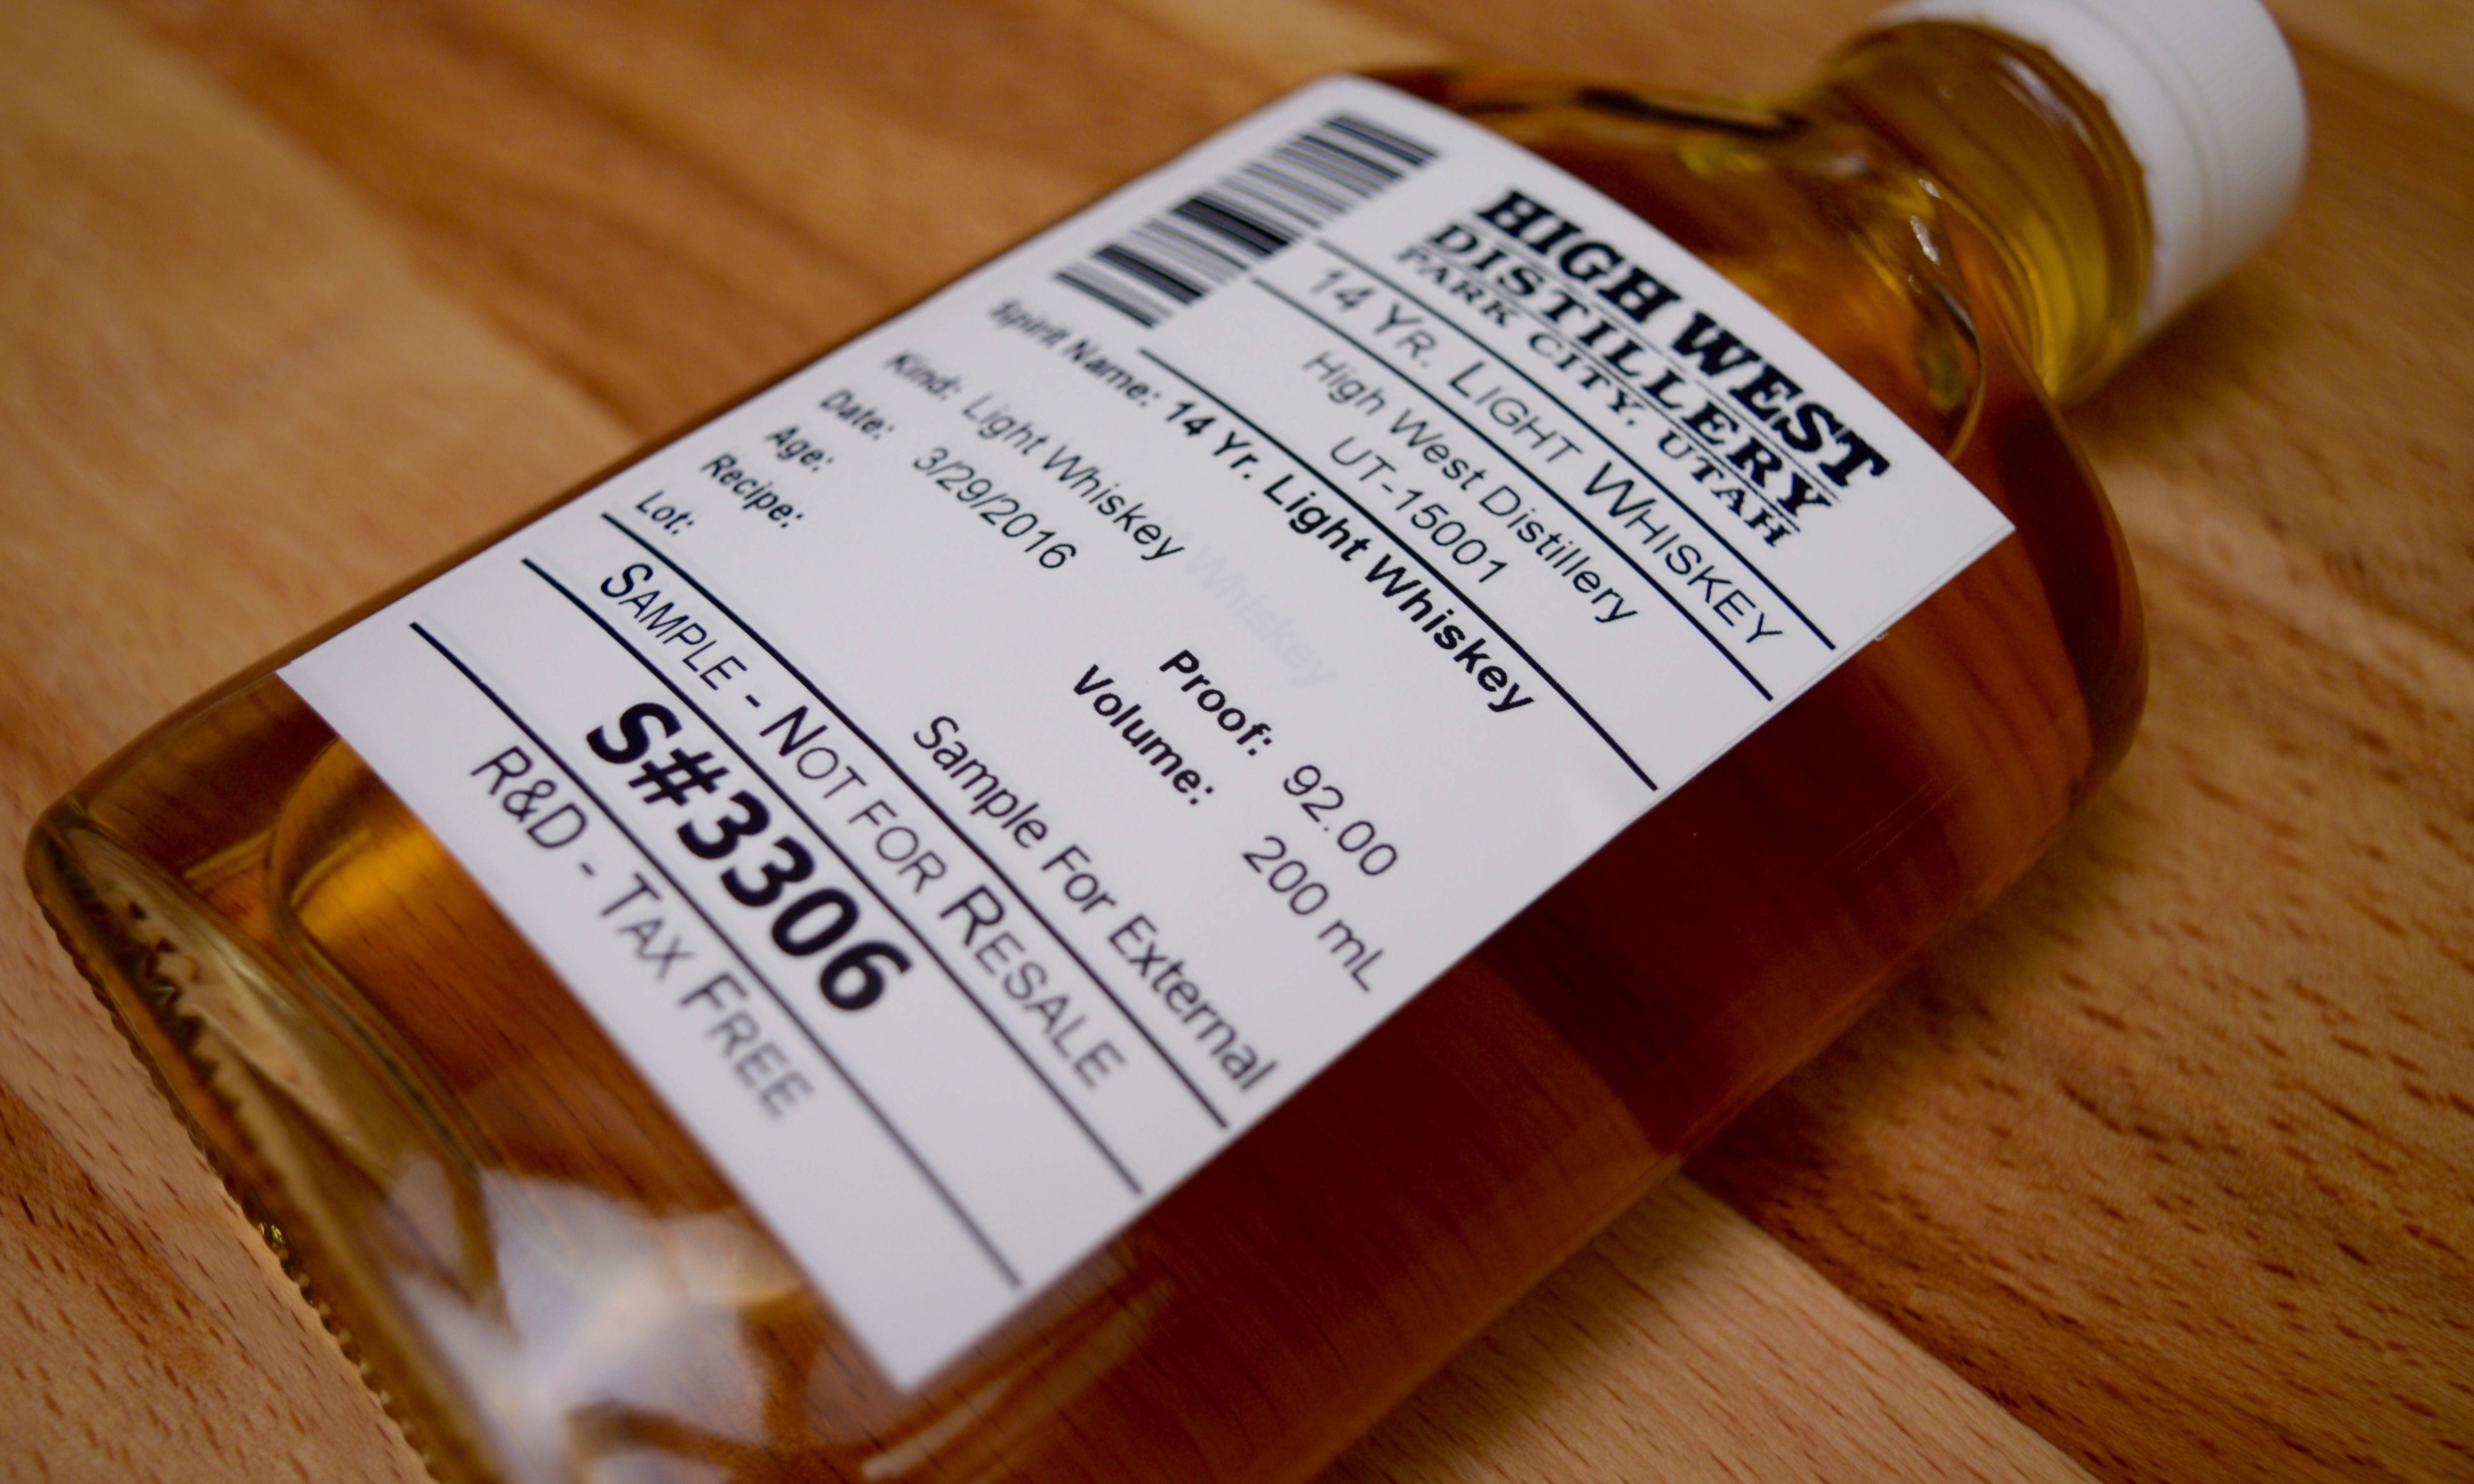 HIGH WEST
DISTILLERY
PARK CITY, UTAH
14 YR. LIGHT WHISKEY
High West Distillery
UT-15001
Spirit Name: 14 Yr. Light Whiskey
Kind: Light Whiskey Whiskey
Date: 3/29/2016
Age:
Proof: 92.00
Recipe:
Volume: 200 mL
Lot:
Sample For External
SAMPLE - NOT FOR RESALE
S#3306
R&D - TAX FREE